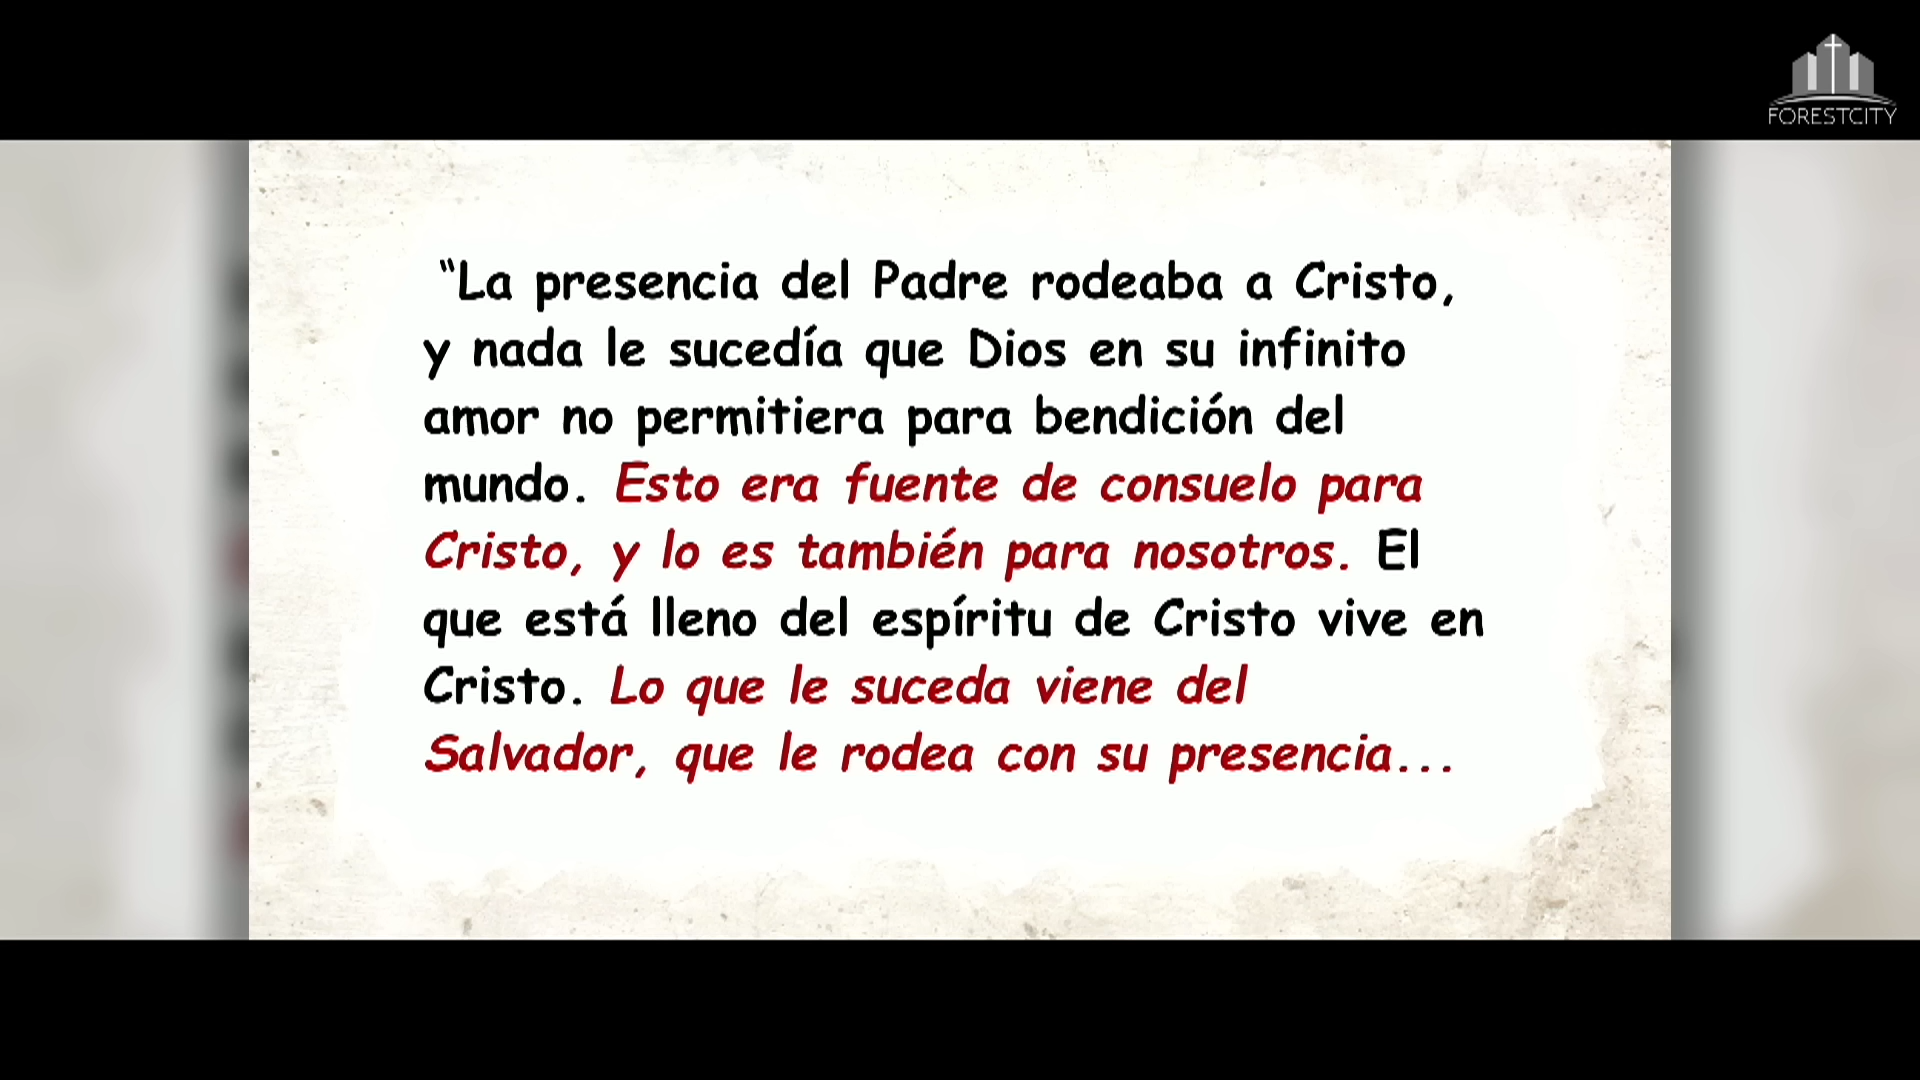 FORESTCITY
“La presencia del Padre rodeaba a Cristo,
y nada le sucedía que Dios en su infinito
amor no permitiera para bendición del
mundo. Esto era fuente de consuelo para
Cristo, y lo es también para nosotros. El
que está lleno del espíritu de Cristo vive en
Cristo. Lo que le suceda viene del
Salvador, que le rodea con su presencia...